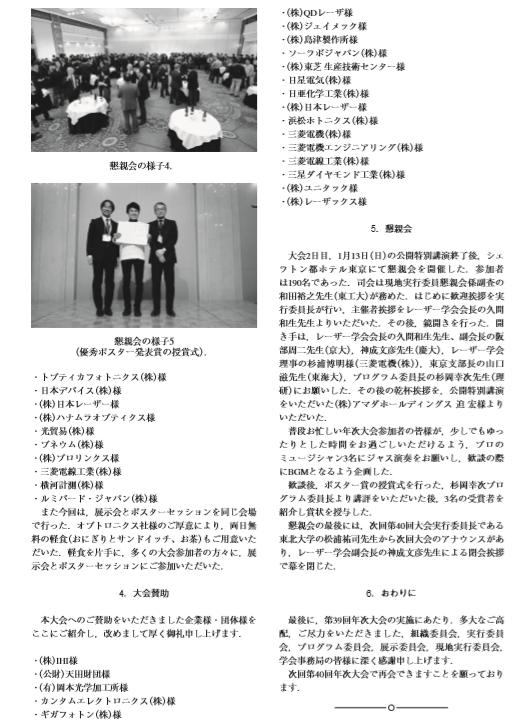 懇親会の様子4.
懇親会の様子5
(優秀ポスター発表賞の授賞式).
・トプティカフォトニクス(株)様
・日本デバイス(株)様
・(株)日本レーザー様
・(株)ハナムラオプティクス様
・光貿易(株)様
・ブネウム(株)様
・(株)プロリンクス様
・三菱電線工業(株)様
・横河計測(株)様
・ルミバード・ジャパン(株)様
また今回は，展示会とポスターセッションを同じ会場
で行った．オプトロニクス社様のご厚意により，両日無
料の軽食(おにぎりとサンドイッチ、お茶)もご用意いた
だいた．軽食を片手に，多くの大会参加者の方々に，展
示会とポスターセッションにご参加いただいた．
4. 大会賛助
本大会へのご賛助をいただきました企業様・団体様を
ここにご紹介し，改めまして厚く御礼申し上げます．
・(株)IHI様
・(公財)天田財団様
・(有)岡本光学加工所様
・カンタムエレクトロニクス(株)様
・ギガフォトン(株)様
・(株)QDレーザ様
・(株)ジェイメック様
・(株)島津製作所様
・ソーラボジャパン(株)様
・(株)東芝 生産技術センター様
・日星電気(株)様
・日亜化学工業(株)様
・(株)日本レーザー様
・浜松ホトニクス(株)様
・三菱電機(株)様
・三菱電機エンジニアリング(株)様
・三菱電線工業(株)様
・三星ダイヤモンド工業(株)様
・(株)ユニタック様
・(株)レーザックス様
5. 懇親会
大会2日目，1月13日(日)の公開特別講演終了後，シェ
ラトン都ホテル東京にて懇親会を開催した．参加者
は190名であった．司会は現地実行委員懇親会係副査の
和田裕之先生(東工大)が務めた．はじめに歓迎挨拶を実
行委員長が行い，主催者挨拶をレーザー学会会長の久間
和生先生よりいただいた．その後，鏡開きを行った．開
き手は，レーザー学会会長の久間和生先生、副会長の阪
部周二先生(京大)，神成文彦先生(慶大)，レーザー学会
理事の杉浦博明様(三菱電機(株))，東京支部長の山口
滋先生(東海大)，プログラム委員長の杉岡幸次先生(理
研)にお願いした．その後の乾杯挨拶を，公開特別講演
をいただいた(株)アマダホールディングス 迫 宏様より
いただいた．
普段お忙しい年次大会参加者の皆様が，少しでもゆっ
たりとした時間をお過ごしいただけるよう，プロの
ミュージシャン3名にジャズ演奏をお願いし，歓談の際
にBGMとなるよう企画した．
歓談後，ポスター賞の授賞式を行った，杉岡幸次プロ
グラム委員長より講評をいただいた後，3名の受賞者を
紹介し賞状を授与した．
懇親会の最後には，次回第40回大会実行委員長である
東北大学の松浦祐司先生から次回大会のアナウンスがあ
り，レーザー学会副会長の神成文彦先生による閉会挨拶
で幕を閉じた．
6. おわりに
最後に，第39回年次大会の実施にあたり，多大なご高
配，ご尽力をいただきました，組織委員会，実行委員
会，プログラム委員会，展示委員会，現地実行委員会，
学会事務局の皆様に深く感謝申し上げます．
次回第40回年次大会で再会できますことを願っており
ます．